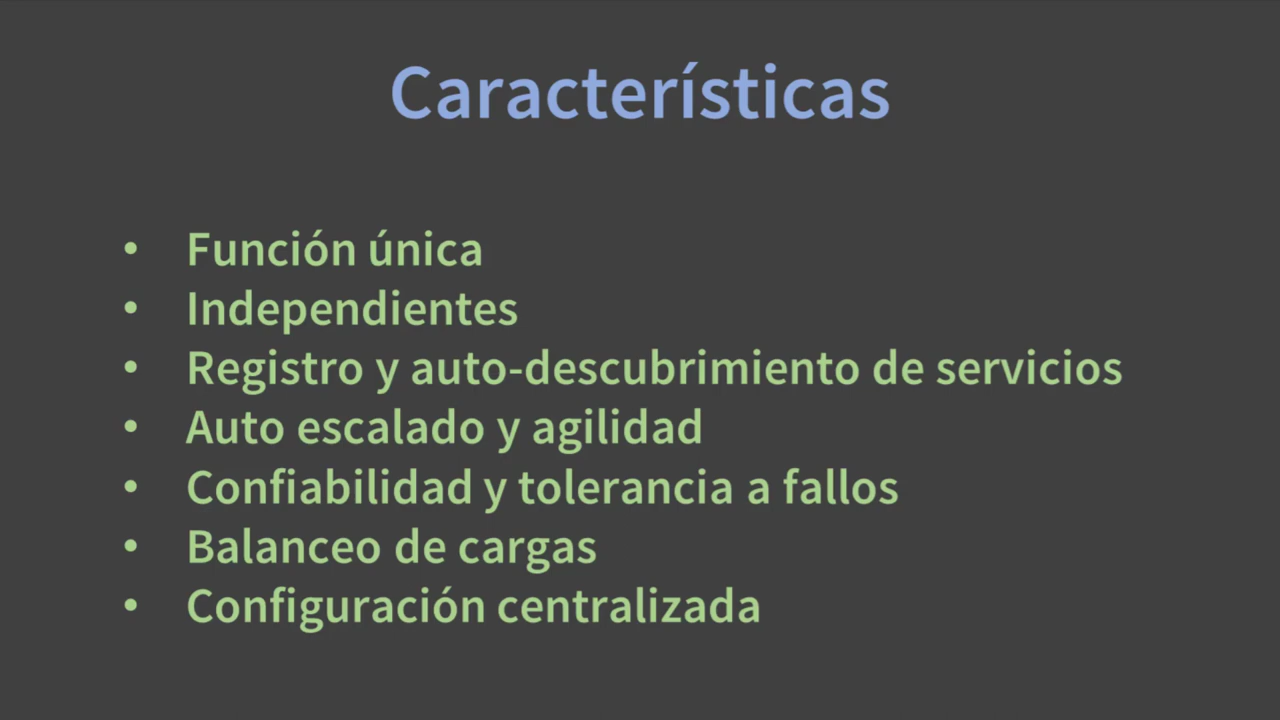 Características
• Función única
• Independientes
• Registro y auto-descubrimiento de servicios
• Auto escalado y agilidad
• Confiabilidad y tolerancia a fallos
• Balanceo de cargas
• Configuración centralizada